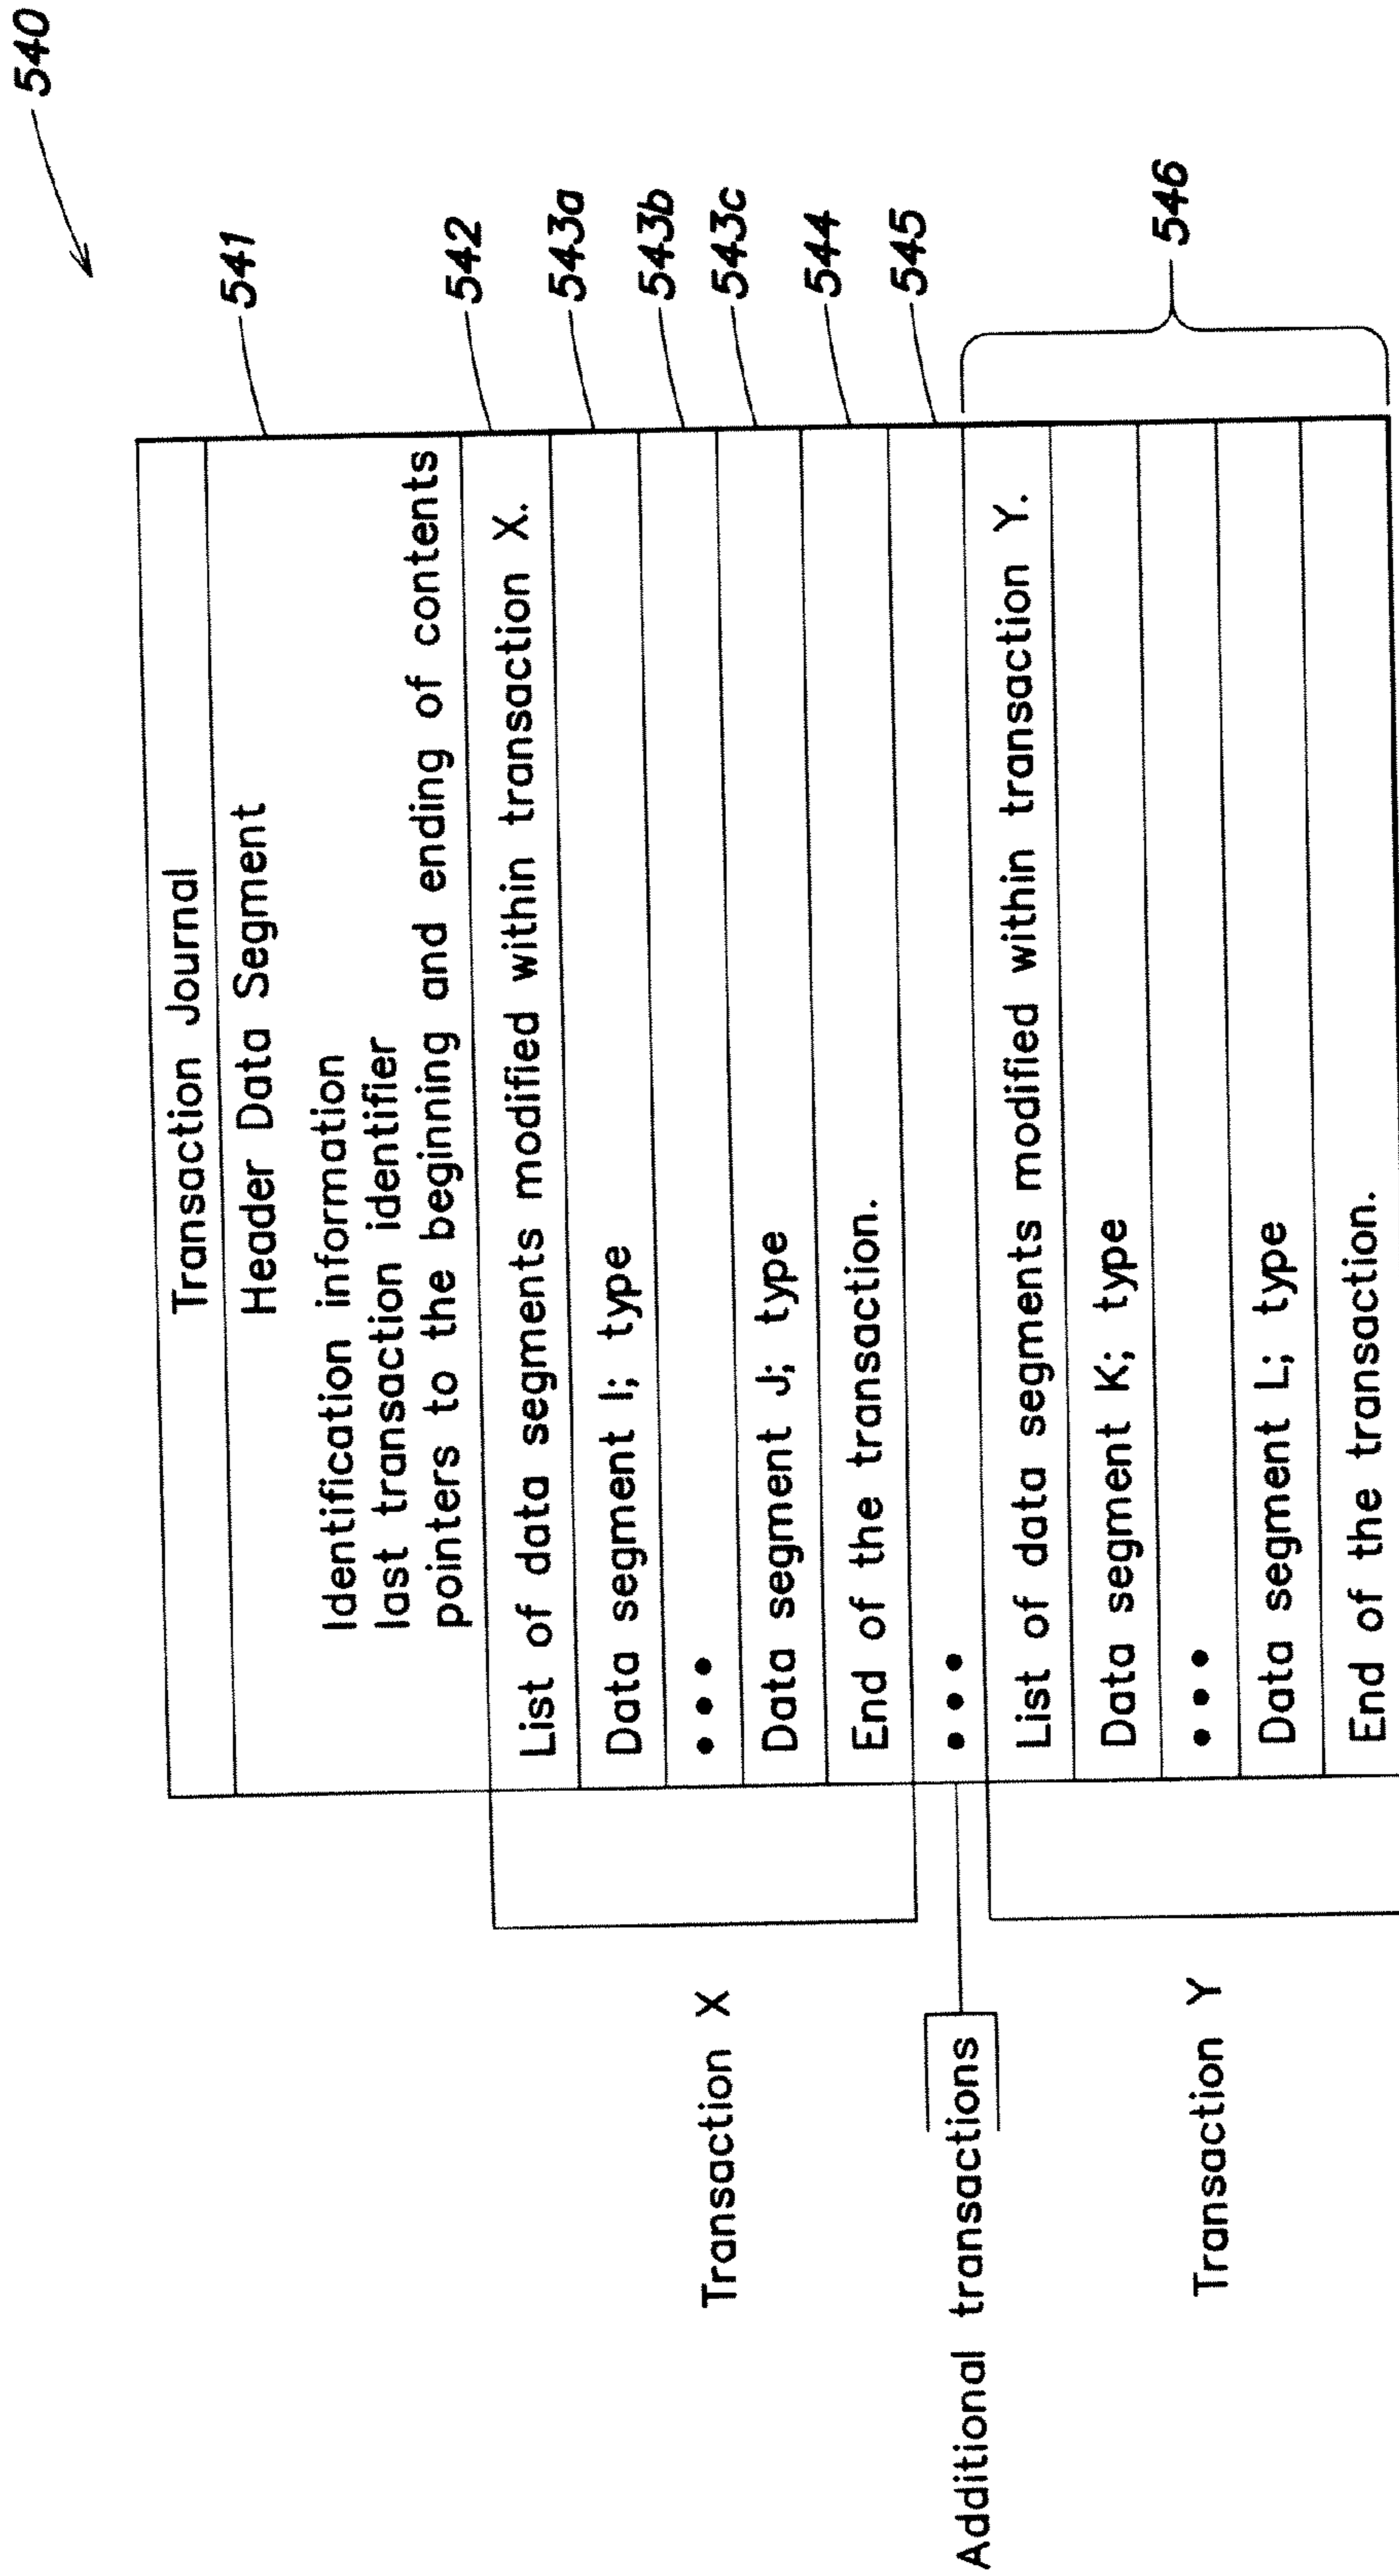 540
Transaction Journal
Header Data Segment
541
Identification information
last transaction identifier
pointers to the beginning and ending of contents
List of data segments modified within transaction X.
542
Data segment I; type
543a
•••
543b
Data segment J; type
543c
End of the transaction.
544
•••
545
List of data segments modified within transaction Y.
Data segment K; type
•••
Data segment L; type
End of the transaction.
546
Transaction X
Additional transactions
Transaction Y